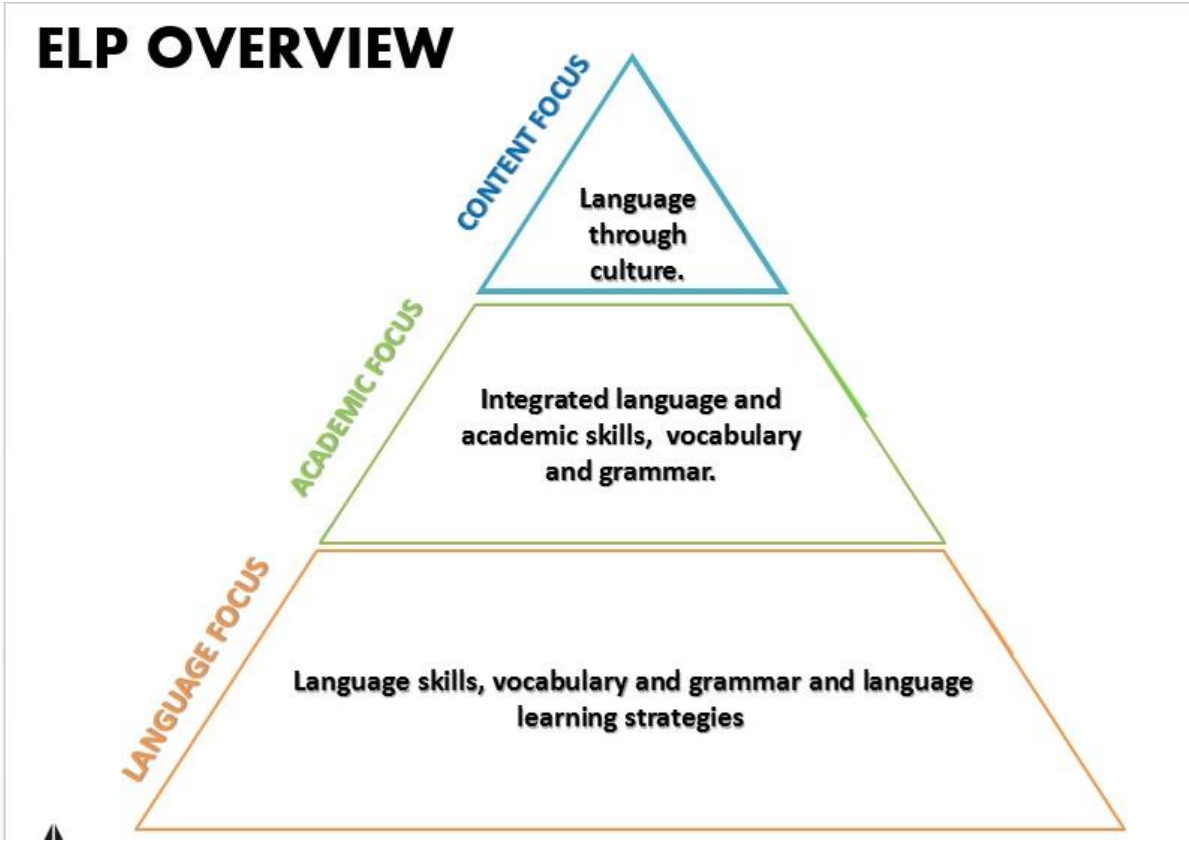 ELP OVERVIEW
CONTENT FOCUS
Language
through
culture.
ACADEMIC FOCUS
Integrated language and
academic skills, vocabulary
and grammar.
LANGUAGE FOCUS
Language skills, vocabulary and grammar and language
learning strategies